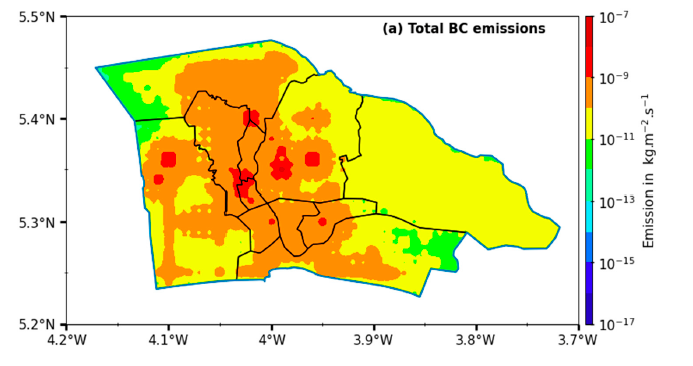 (a) Total BC emissions
5.5°N
5.4°N
5.3°N
5.2°N
4.2°W 4.1°W 4°W 3.9°W 3.8°W 3.7°W
10⁻⁷
10⁻⁹
10⁻¹¹
10⁻¹³
10⁻¹⁵
10⁻¹⁷
Emission in kg.m⁻².s⁻¹